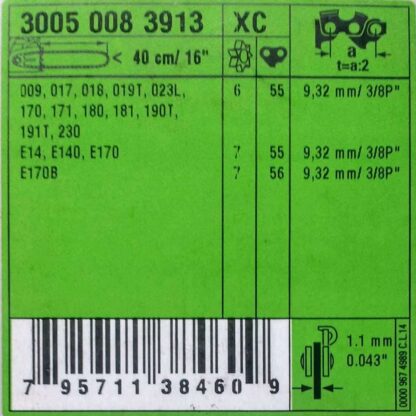 3005 008 3913 XC
< 40 cm/ 16" a
t=a:2
009, 017, 018, 019T, 023L, 6 55 9,32 mm/ 3/8P"
170, 171, 180, 181, 190T,
191T, 230
E14, E140, E170 7 55 9,32 mm/ 3/8P"
E170B 7 56 9,32 mm/ 3/8P"
1.1 mm
0.043"
7 95711 38460 9
0000 967 4989 C.L.14